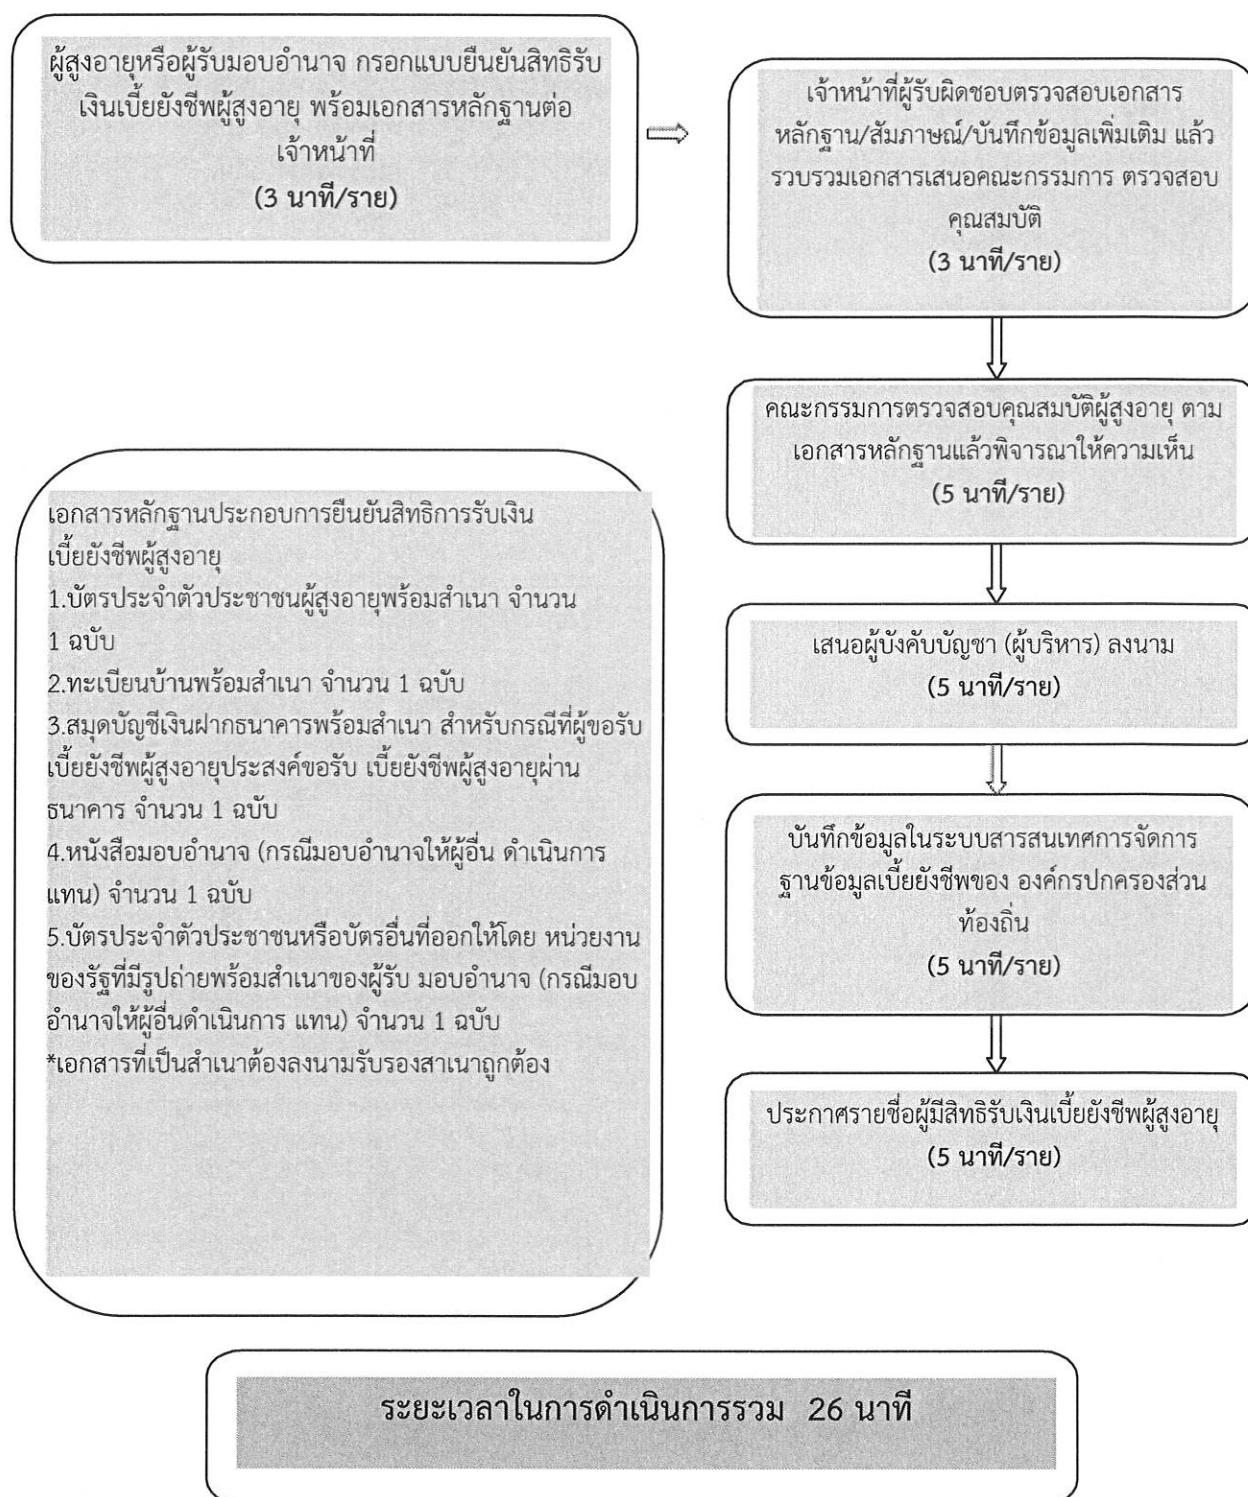 ผู้สูงอายุหรือผู้รับมอบอำนาจ กรอกแบบยืนยันสิทธิรับ
เงินเบี้ยยังชีพผู้สูงอายุ พร้อมเอกสารหลักฐานต่อ
เจ้าหน้าที่
(3 นาที/ราย)
เจ้าหน้าที่ผู้รับผิดชอบตรวจสอบเอกสาร
หลักฐาน/สัมภาษณ์/บันทึกข้อมูลเพิ่มเติม แล้ว
รวบรวมเอกสารเสนอคณะกรรมการ ตรวจสอบ
คุณสมบัติ
(3 นาที/ราย)
คณะกรรมการตรวจสอบคุณสมบัติผู้สูงอายุ ตาม
เอกสารหลักฐานแล้วพิจารณาให้ความเห็น
(5 นาที/ราย)
เสนอผู้บังคับบัญชา (ผู้บริหาร) ลงนาม
(5 นาที/ราย)
บันทึกข้อมูลในระบบสารสนเทศการจัดการ
ฐานข้อมูลเบี้ยยังชีพของ องค์กรปกครองส่วน
ท้องถิ่น
(5 นาที/ราย)
ประกาศรายชื่อผู้มีสิทธิรับเงินเบี้ยยังชีพผู้สูงอายุ
(5 นาที/ราย)
เอกสารหลักฐานประกอบการยืนยันสิทธิการรับเงิน
เบี้ยยังชีพผู้สูงอายุ
1.บัตรประจำตัวประชาชนผู้สูงอายุพร้อมสำเนา จำนวน
1 ฉบับ
2.ทะเบียนบ้านพร้อมสำเนา จำนวน 1 ฉบับ
3.สมุดบัญชีเงินฝากธนาคารพร้อมสำเนา สำหรับกรณีที่ผู้ขอรับ
เบี้ยยังชีพผู้สูงอายุประสงค์ขอรับ เบี้ยยังชีพผู้สูงอายุผ่าน
ธนาคาร จำนวน 1 ฉบับ
4.หนังสือมอบอำนาจ (กรณีมอบอำนาจให้ผู้อื่น ดำเนินการ
แทน) จำนวน 1 ฉบับ
5.บัตรประจำตัวประชาชนหรือบัตรอื่นที่ออกให้โดย หน่วยงาน
ของรัฐที่มีรูปถ่ายพร้อมสำเนาของผู้รับ มอบอำนาจ (กรณีมอบ
อำนาจให้ผู้อื่นดำเนินการ แทน) จำนวน 1 ฉบับ
*เอกสารที่เป็นสำเนาต้องลงนามรับรองสาเนาถูกต้อง
ระยะเวลาในการดำเนินการรวม 26 นาที